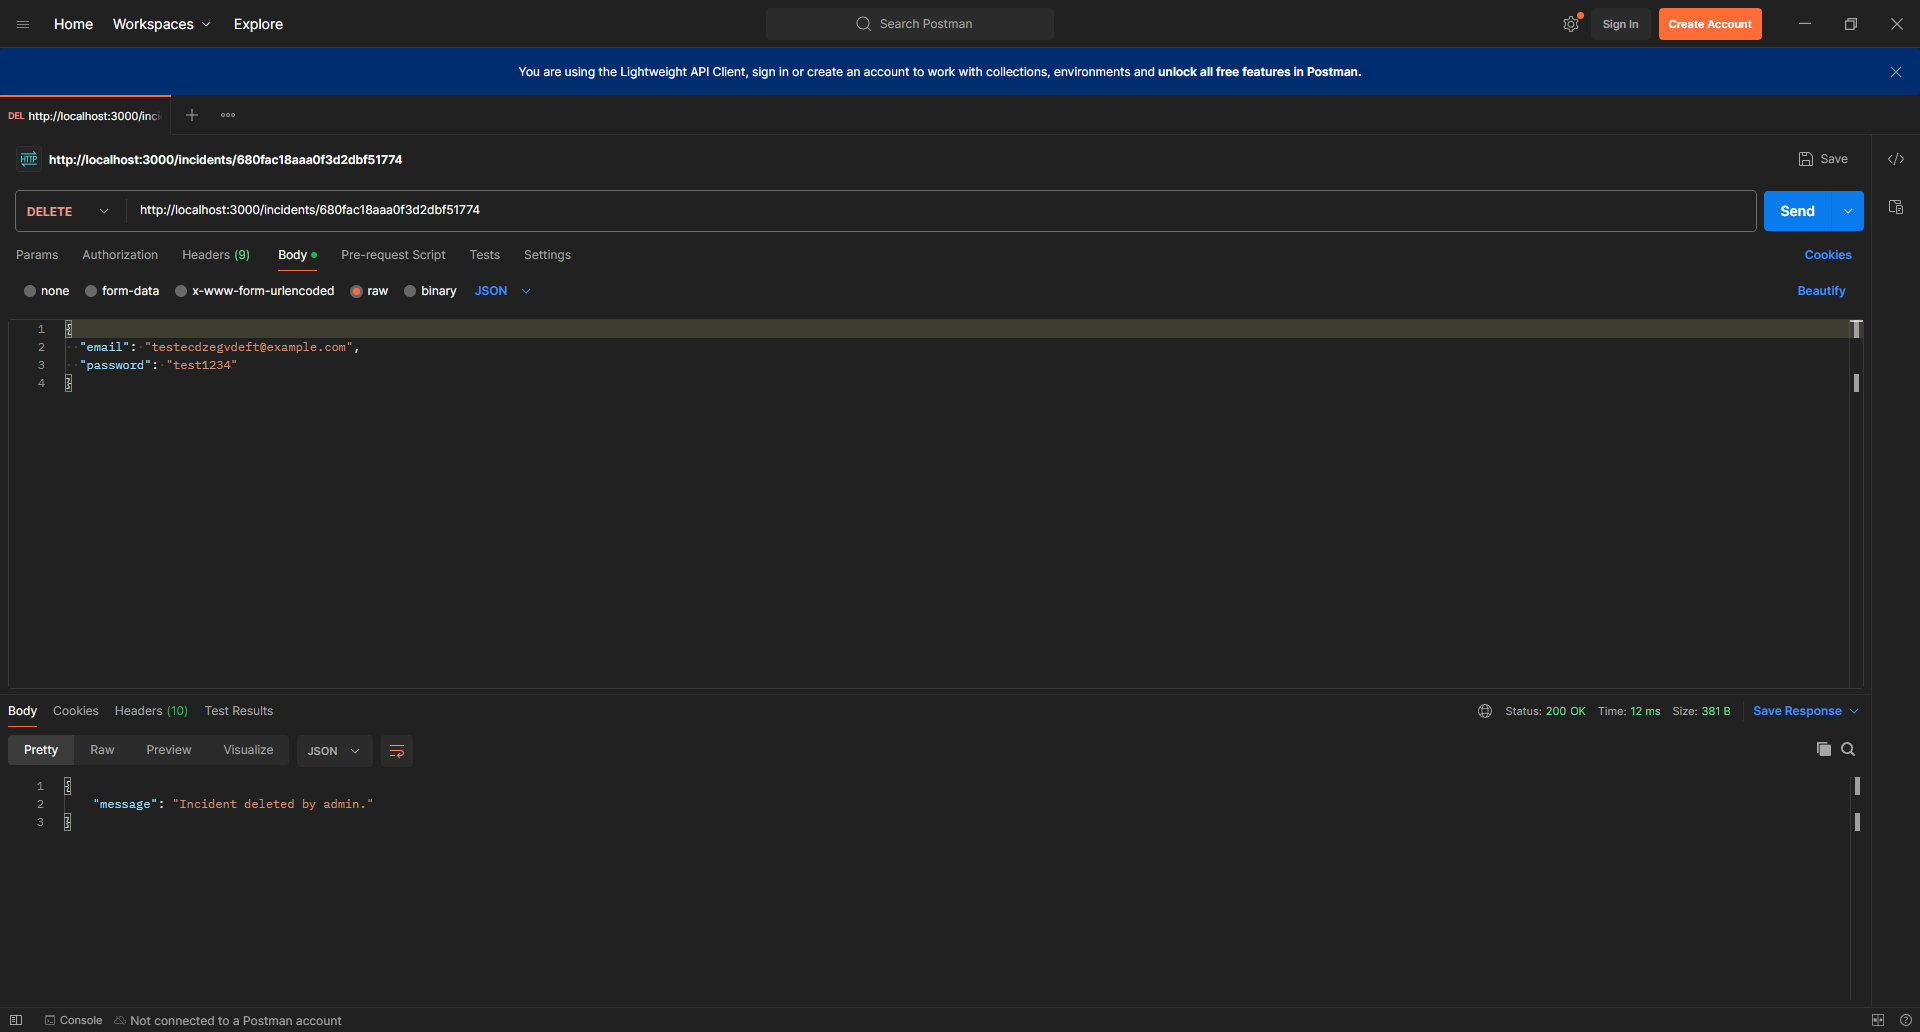 Home Workspaces Explore Search Postman Sign In Create Account
You are using the Lightweight API Client, sign in or create an account to work with collections, environments and unlock all free features in Postman.
DEL http://localhost:3000/inci
HTTP http://localhost:3000/incidents/680fac18aaa0f3d2dbf51774 Save
DELETE http://localhost:3000/incidents/680fac18aaa0f3d2dbf51774 Send
Params Authorization Headers (9) Body Pre-request Script Tests Settings Cookies
none form-data x-www-form-urlencoded raw binary JSON Beautify
1 {
2 "email": "testecdzegvdeft@example.com",
3 "password": "test1234"
4 }
Body Cookies Headers (10) Test Results Status: 200 OK Time: 12 ms Size: 381 B Save Response
Pretty Raw Preview Visualize JSON
1 {
2 "message": "Incident deleted by admin."
3 }
Console Not connected to a Postman account